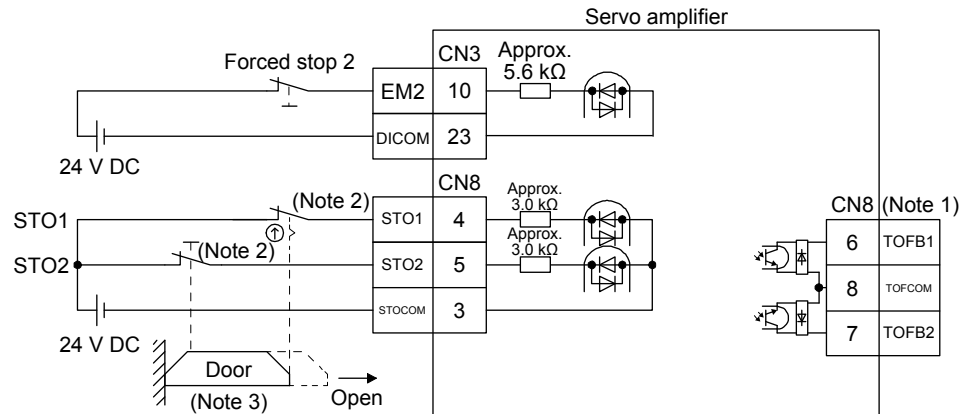 Servo amplifier
Forced stop 2
CN3
Approx.
5.6 kΩ
EM2
10
DICOM
23
24 V DC
CN8
STO1
(Note 2)
STO1
4
Approx.
3.0 kΩ
STO2
(Note 2)
STO2
5
Approx.
3.0 kΩ
STOCOM
3
24 V DC
Door
(Note 3)
Open
CN8 (Note 1)
6
TOFB1
8
TOFCOM
7
TOFB2